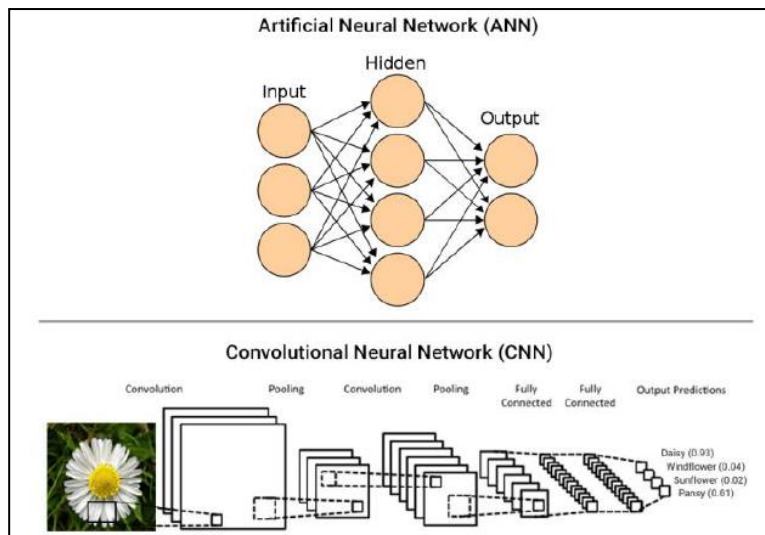 Artificial Neural Network (ANN)
Hidden
Input
Output
Convolutional Neural Network (CNN)
Convolution
Pooling
Convolution
Pooling
Fully
Connected
Fully
Connected
Output Predictions
Daisy (0.93)
Windflower (0.04)
Sunflower (0.02)
Pansy (0.61)